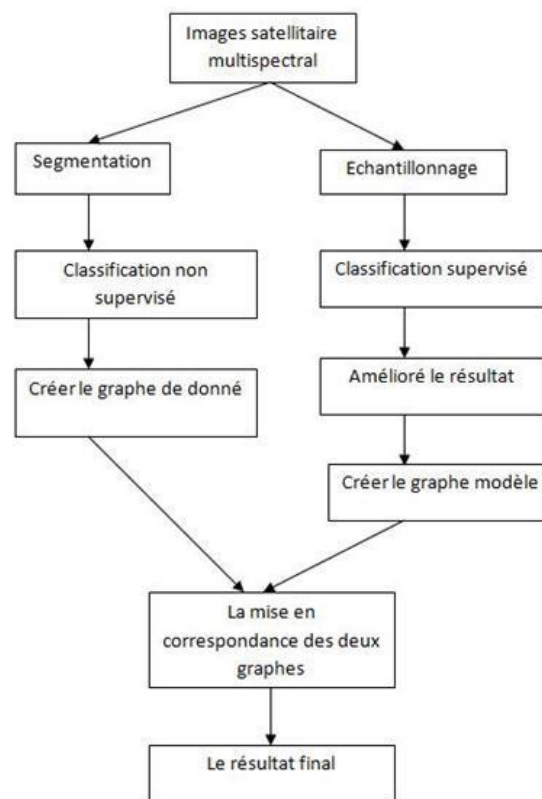 Images satellitaire
multispectral
Segmentation
Echantillonnage
Classification non
supervisé
Classification supervisé
Créer le graphe de donné
Amélioré le résultat
Créer le graphe modèle
La mise en
correspondance des deux
graphes
Le résultat final